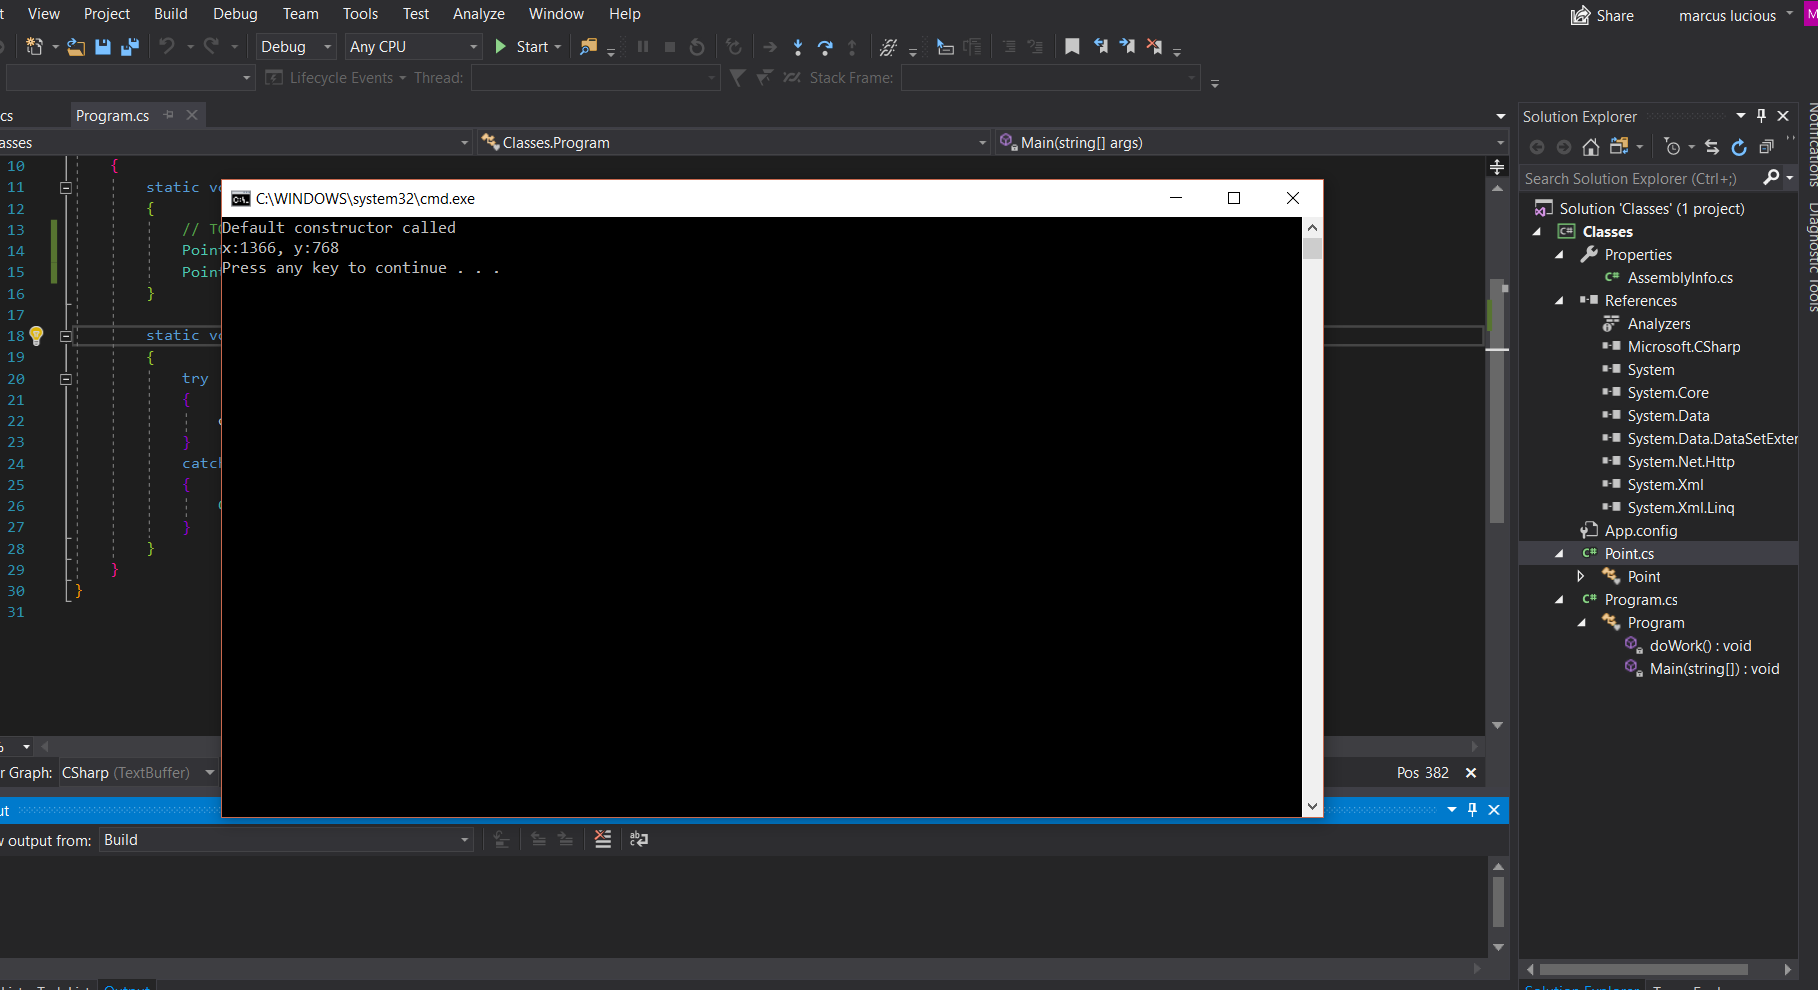 View Project Build Debug Team Tools Test Analyze Window Help
Share marcus lucious
Debug Any CPU Start
Lifecycle Events Thread: Stack Frame:
Program.cs
Classes.Program Main(string[] args)
10 {
11 static
12 {
13 //
14
15
16 }
17
18 static
19 {
20 try
21 {
22
23 }
24
25 {
26
27 }
28 }
29 }
30 }
31
C:\WINDOWS\system32\cmd.exe
Default constructor called
x:1366, y:768
Press any key to continue . . .
Graph: CSharp (TextBuffer)
Pos 382
output from: Build
Output
Solution Explorer
Search Solution Explorer (Ctrl+;)
Solution 'Classes' (1 project)
C# Classes
Properties
C# AssemblyInfo.cs
References
Analyzers
Microsoft.CSharp
System
System.Core
System.Data
System.Data.DataSetExter
System.Net.Http
System.Xml
System.Xml.Linq
App.config
C# Point.cs
Point
C# Program.cs
Program
doWork() : void
Main(string[]) : void
Solution Explorer
Notifications
Diagnostic Tools